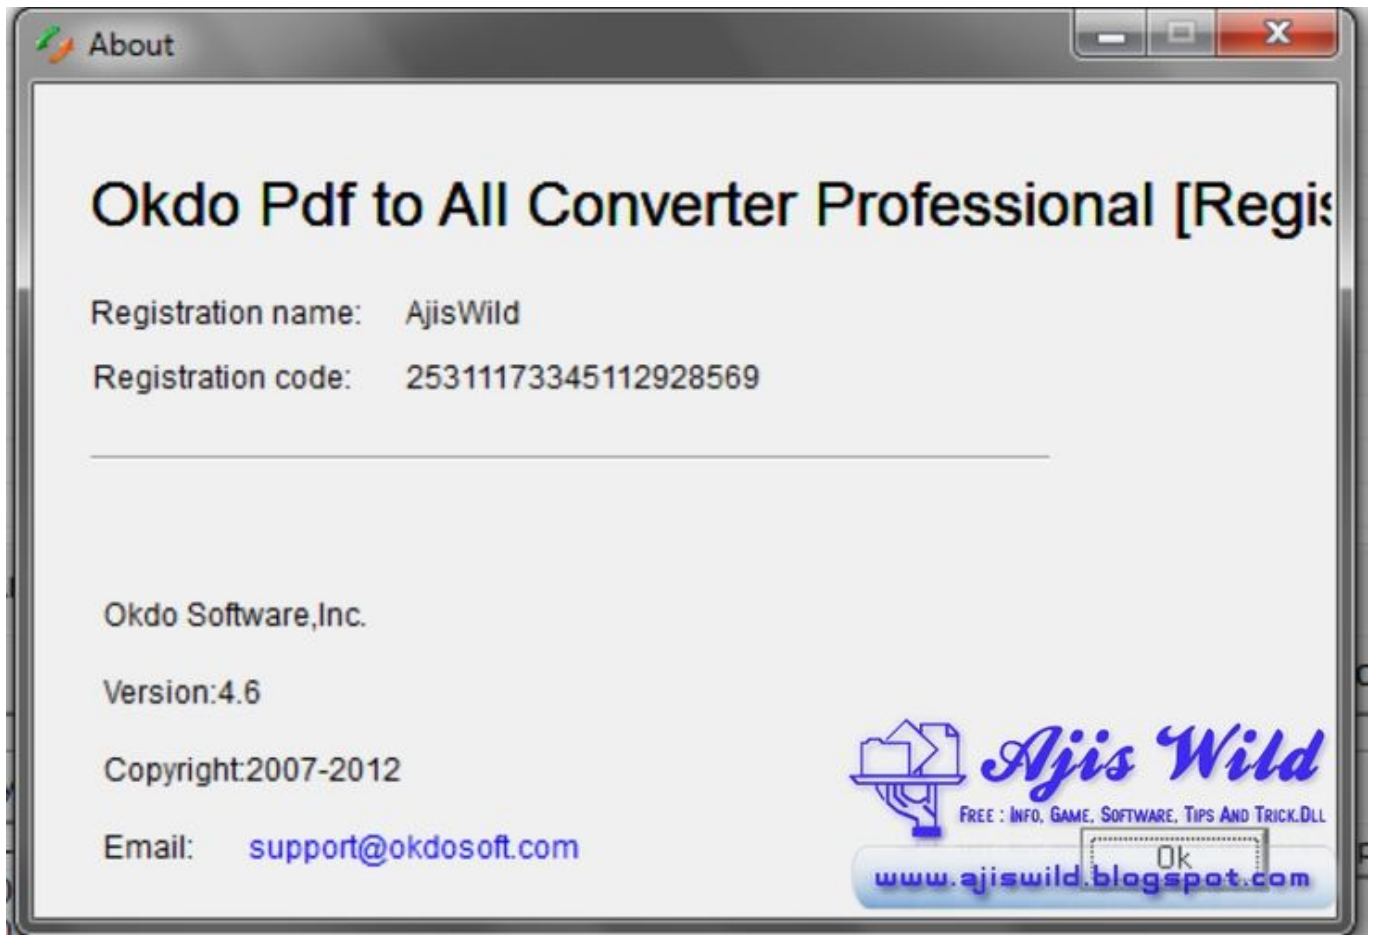 About
Okdo Pdf to All Converter Professional [Regis
Registration name: AjisWild
Registration code: 25311173345112928569
Okdo Software,Inc.
Version:4.6
Copyright:2007-2012
Email: support@okdosoft.com
Ajis Wild
Free : Info, Game, Software, Tips And Trick.Dll
Ok
www.ajiswild.blogspot.com